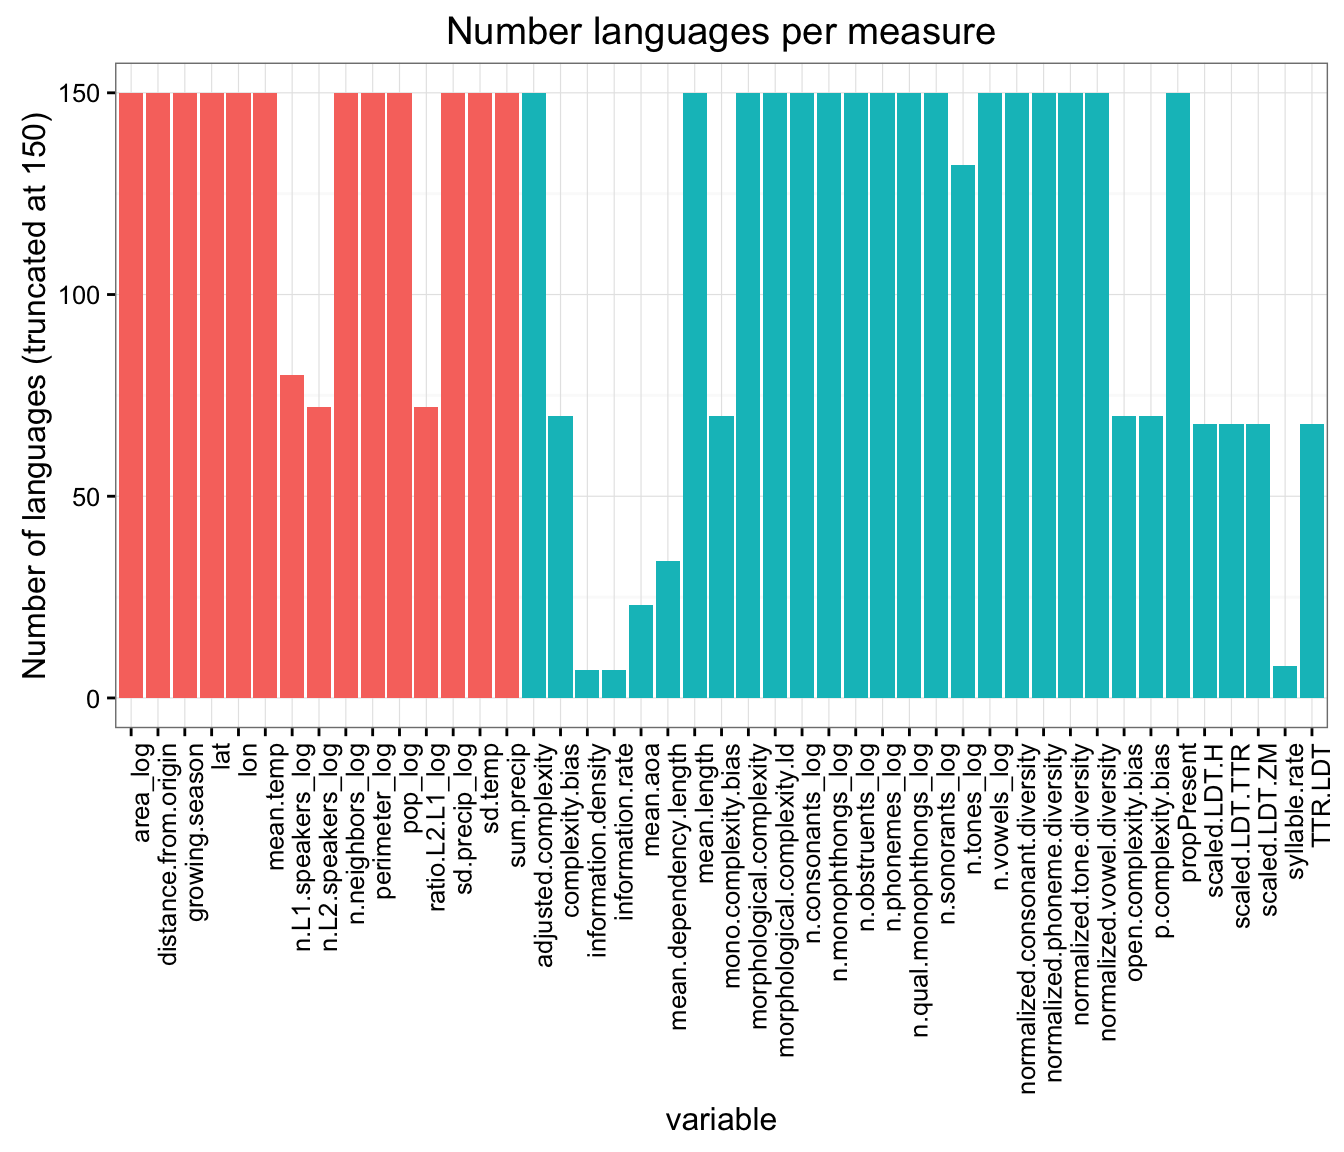 Number languages per measure
Number of languages (truncated at 150)
150
100
50
0
area_log
distance.from.origin
growing.season
lat
lon
mean.temp
n.L1.speakers_log
n.L2.speakers_log
n.neighbors_log
perimeter_log
pop_log
ratio.L2.L1_log
sd.precip_log
sd.temp
sum.precip
adjusted.complexity
complexity.bias
information.density
information.rate
mean.aoa
mean.dependency.length
mean.length
mono.complexity.bias
morphological.complexity
morphological.complexity.ld
n.consonants_log
n.monophthongs_log
n.obstruents_log
n.phonemes_log
n.qual.monophthongs_log
n.sonorants_log
n.tones_log
n.vowels_log
normalized.consonant.diversity
normalized.phoneme.diversity
normalized.tone.diversity
normalized.vowel.diversity
open.complexity.bias
p.complexity.bias
propPresent
scaled.LDT.H
scaled.LDT.TTR
scaled.LDT.ZM
syllable.rate
TTR.LDT
variable